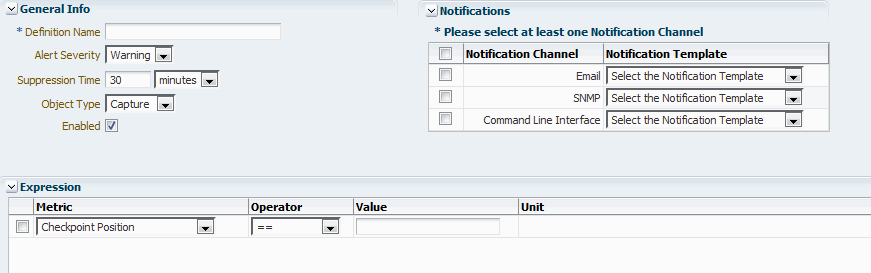 General Info
* Definition Name
Alert Severity Warning
Suppression Time 30 minutes
Object Type Capture
Enabled
Notifications
* Please select at least one Notification Channel
Notification Channel Notification Template
Email Select the Notification Template
SNMP Select the Notification Template
Command Line Interface Select the Notification Template
Expression
Metric Operator Value Unit
Checkpoint Position ==